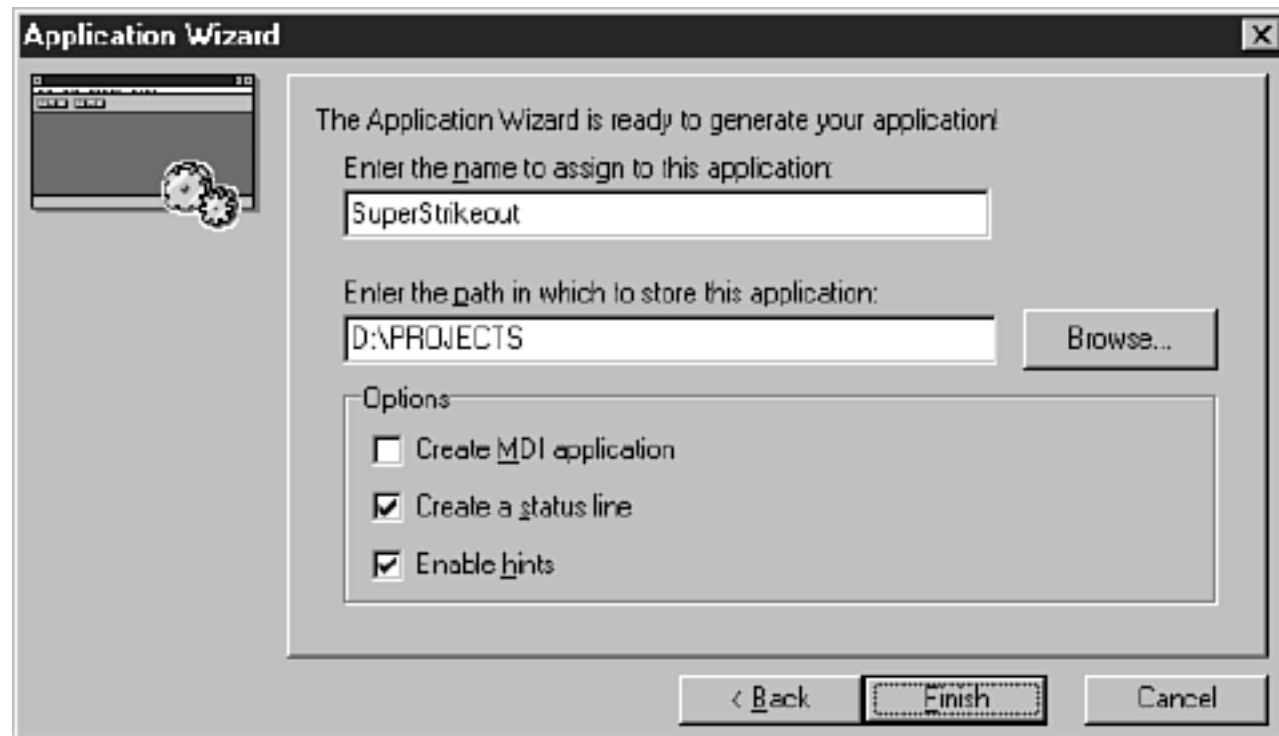 Application Wizard
The Application Wizard is ready to generate your application!
Enter the name to assign to this application:
SuperStrikeout
Enter the path in which to store this application:
D:\PROJECTS
Browse...
Options
Create MDI application
Create a status line
Enable hints
< Back
Finish
Cancel